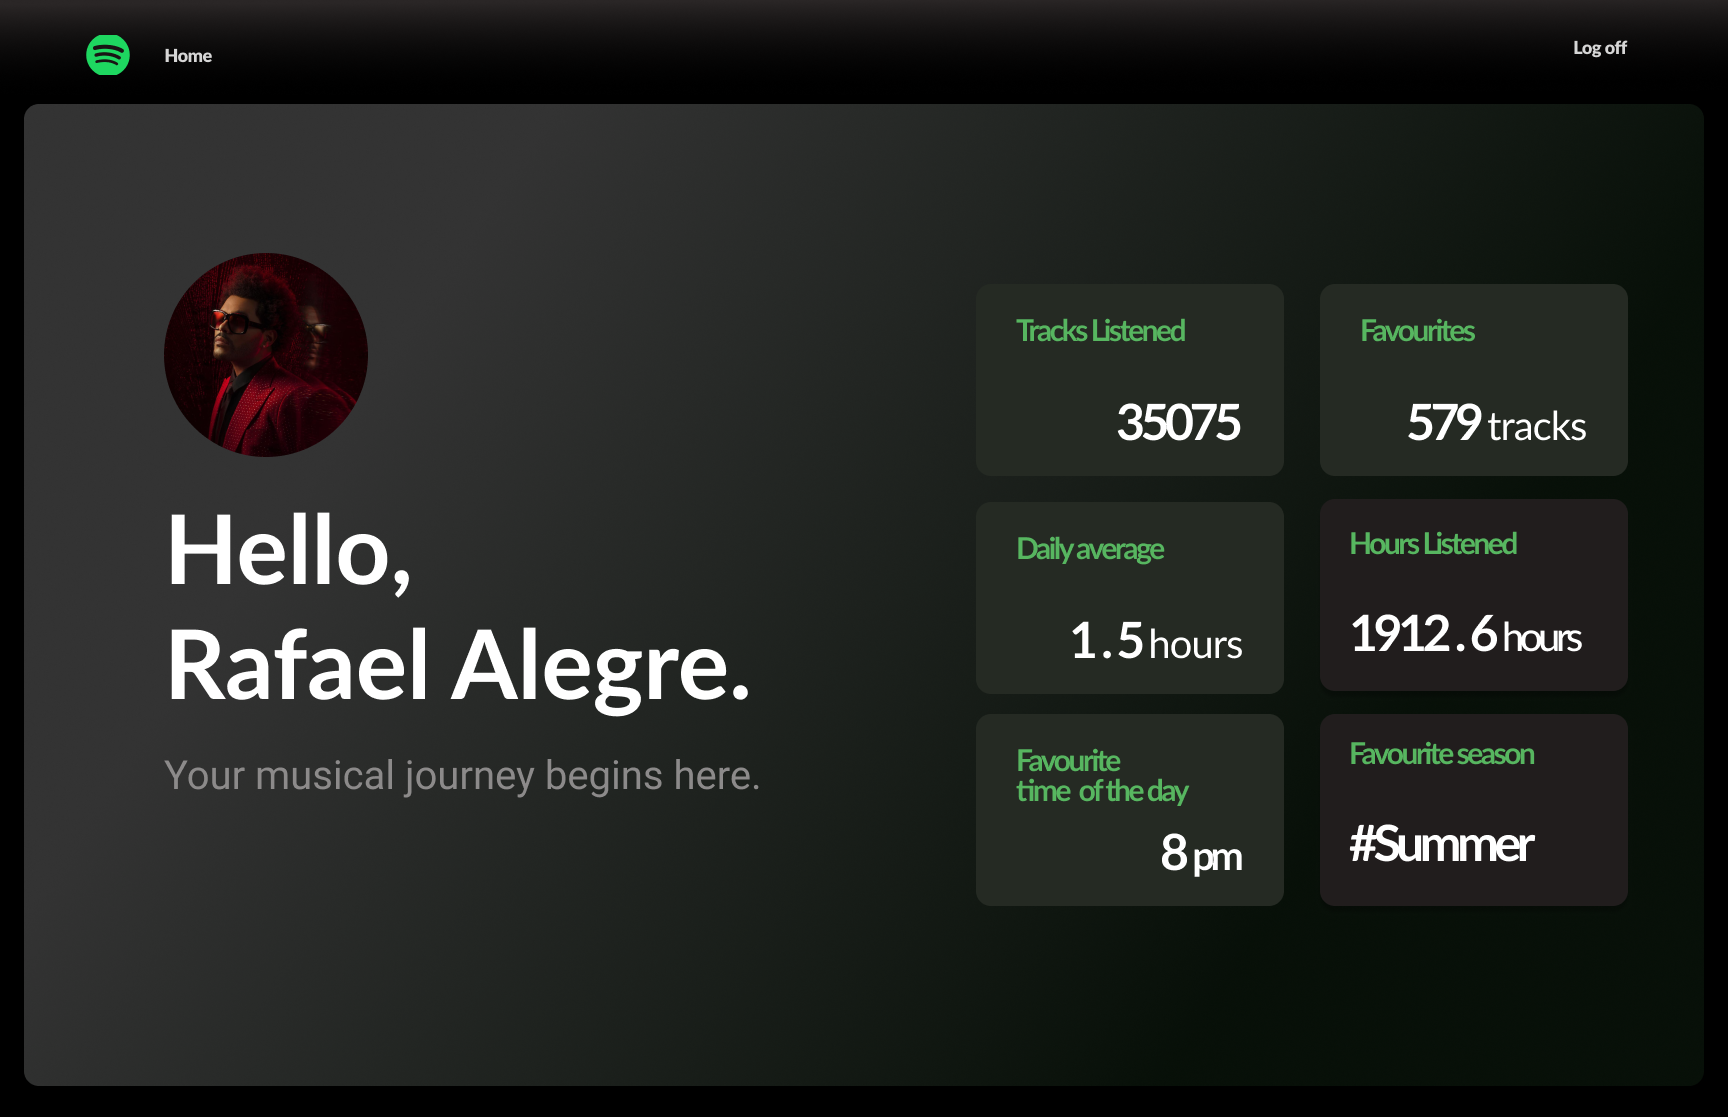 Home
Log off
Hello,
Rafael Alegre.
Your musical journey begins here.
Tracks Listened
35075
Favourites
579 tracks
Daily average
1.5 hours
Hours Listened
1912.6 hours
Favourite
time of the day
8 pm
Favourite season
#Summer